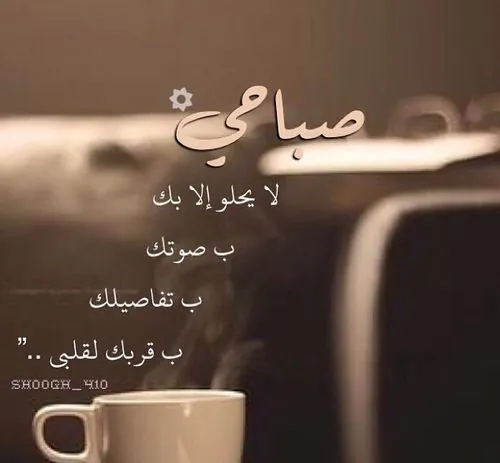 صباحي
لا يحلو إلا بك
ب صوتك
ب تفاصيلك
ب قربك لقلبي .."
SHOOGH_410